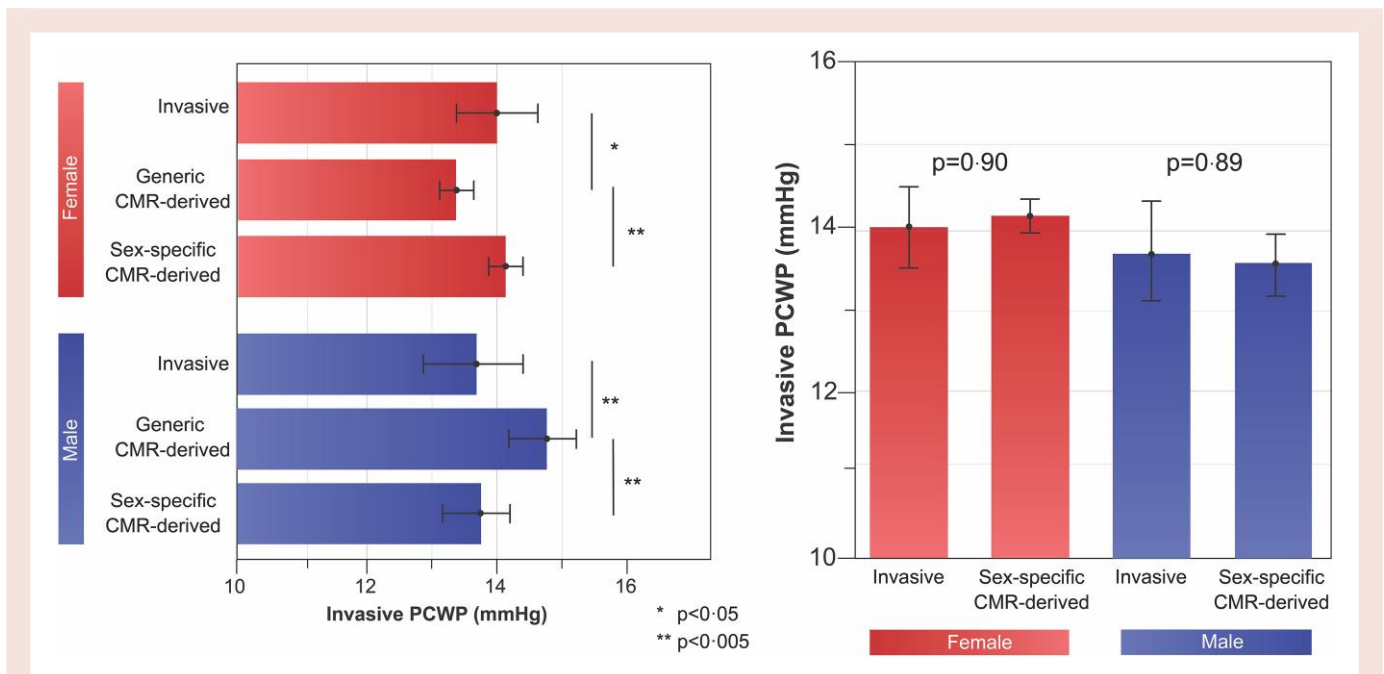 Female
Invasive
Generic
CMR-derived
Sex-specific
CMR-derived
*
**
Male
Invasive
Generic
CMR-derived
Sex-specific
CMR-derived
**
**
10 12 14 16
Invasive PCWP (mmHg)
* p<0·05
** p<0·005
Invasive PCWP (mmHg)
16
14
12
10
p=0·90 p=0·89
Invasive Sex-specific Invasive Sex-specific
CMR-derived CMR-derived
Female Male